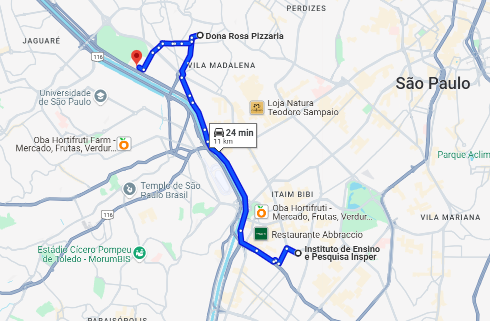 PERDIZES
Dona Rosa Pizzaria
JAGUARÉ
116
VILA MADALENA
São Paulo
Universidade
de São Paulo
Loja Natura
Teodoro Sampaio
24 min
11 km
Oba Hortifruti Farm -
Mercado, Frutas, Verdur...
Parque Aclim
Templo de São
Paulo Brasil
ITAIM BIBI
Oba Hortifruti -
Mercado, Frutas, Verdur...
VILA MARIANA
116
Restaurante Abbraccio
Estádio Cícero Pompeu
de Toledo - MorumBIS
Instituto de Ensino
e Pesquisa Insper
PARAISÓPOLIS